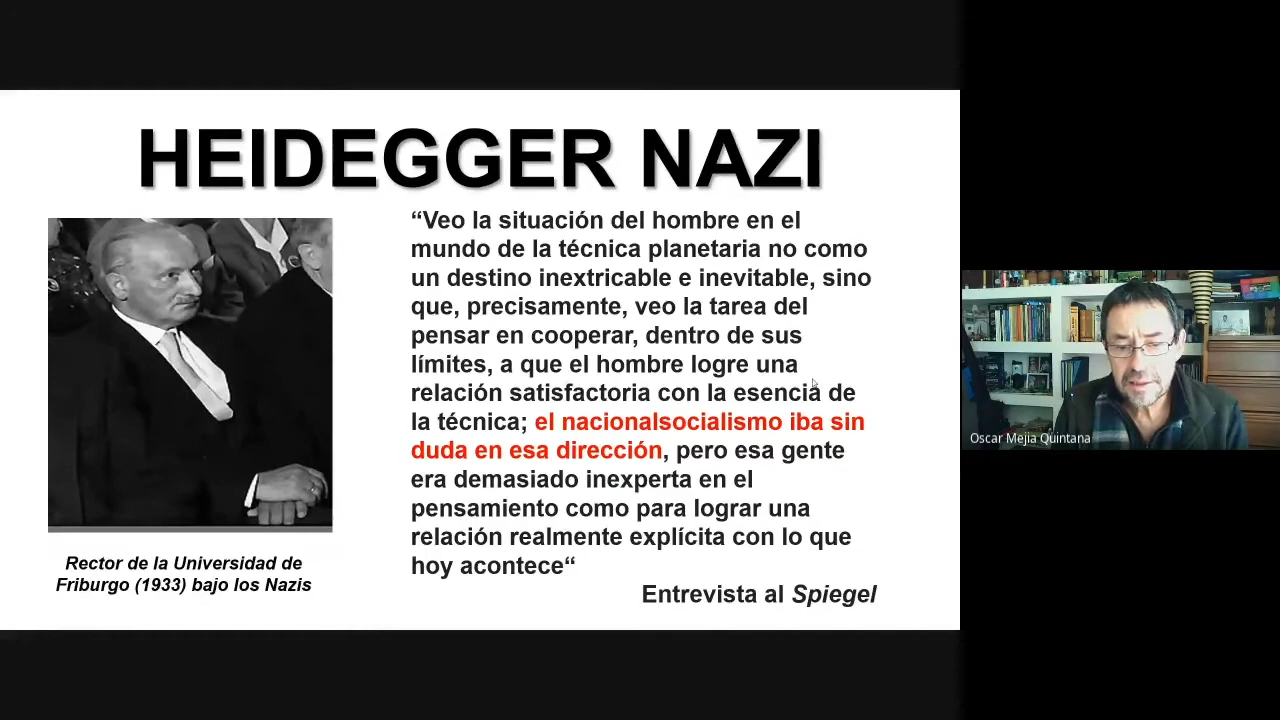 HEIDEGGER NAZI
“Veo la situación del hombre en el
mundo de la técnica planetaria no como
un destino inextricable e inevitable, sino
que, precisamente, veo la tarea del
pensar en cooperar, dentro de sus
límites, a que el hombre logre una
relación satisfactoria con la esencia de
la técnica; el nacionalsocialismo iba sin
duda en esa dirección, pero esa gente
era demasiado inexperta en el
pensamiento como para lograr una
relación realmente explícita con lo que
hoy acontece“
Entrevista al Spiegel
Rector de la Universidad de
Friburgo (1933) bajo los Nazis
Oscar Mejia Quintana